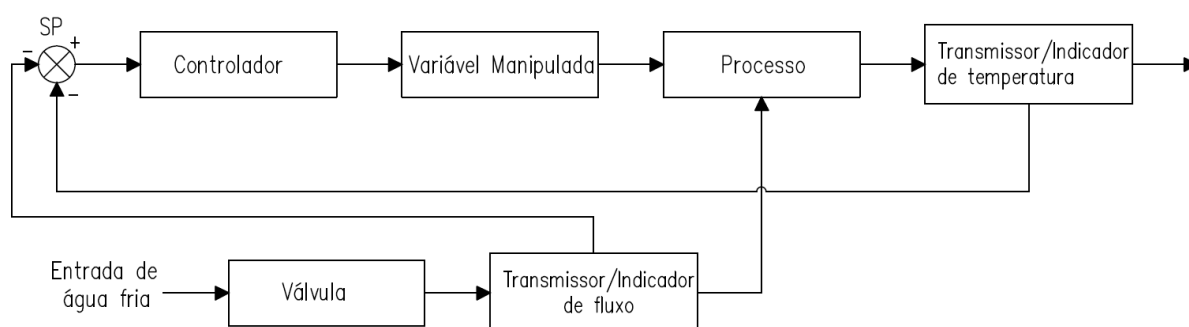 SP
- +
-
Controlador
Variável Manipulada
Processo
Transmissor/Indicador
de temperatura
Entrada de
água fria
Válvula
Transmissor/Indicador
de fluxo